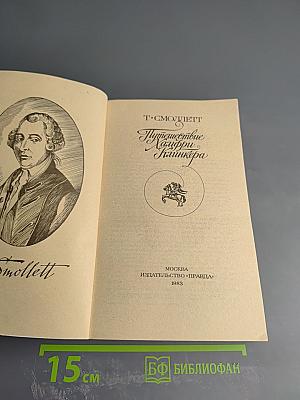 Т·СМОЛЛЕТТ
Путешествие
Хамфри
Клинкера
МОСКВА
ИЗДАТЕЛЬСТВО «ПРАВДА»
1983
Smollett
15 см
БФ БИБЛИОФАН